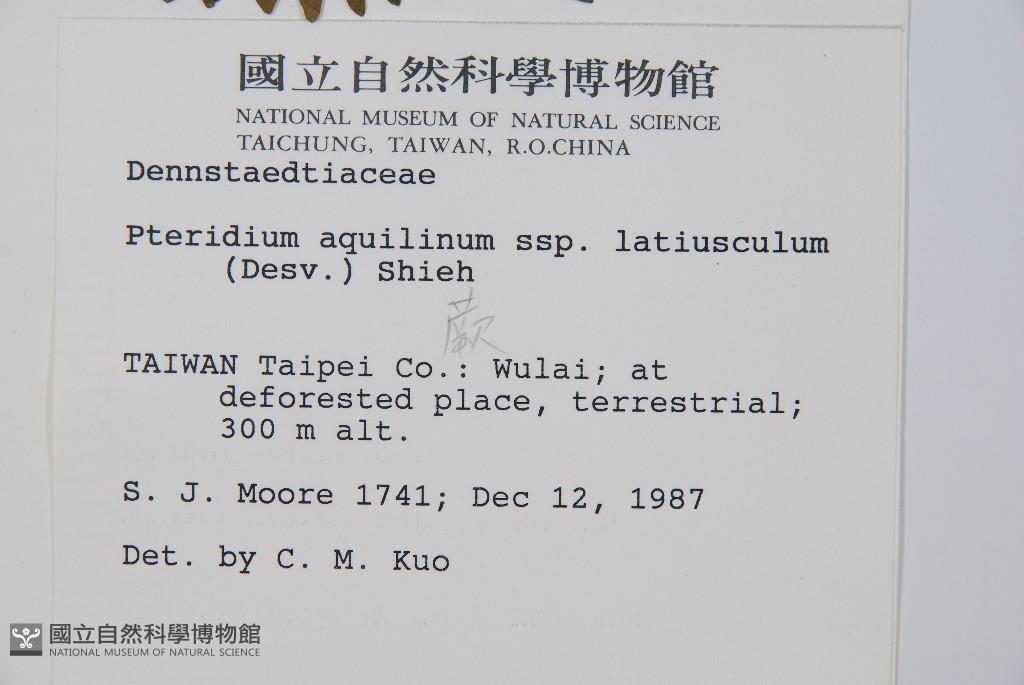 國立自然科學博物館
NATIONAL MUSEUM OF NATURAL SCIENCE
TAICHUNG, TAIWAN, R.O.CHINA
Dennstaedtiaceae
Pteridium aquilinum ssp. latiusculum
(Desv.) Shieh
蕨
TAIWAN Taipei Co.: Wulai; at
deforested place, terrestrial;
300 m alt.
S. J. Moore 1741; Dec 12, 1987
Det. by C. M. Kuo
國立自然科學博物館
NATIONAL MUSEUM OF NATURAL SCIENCE